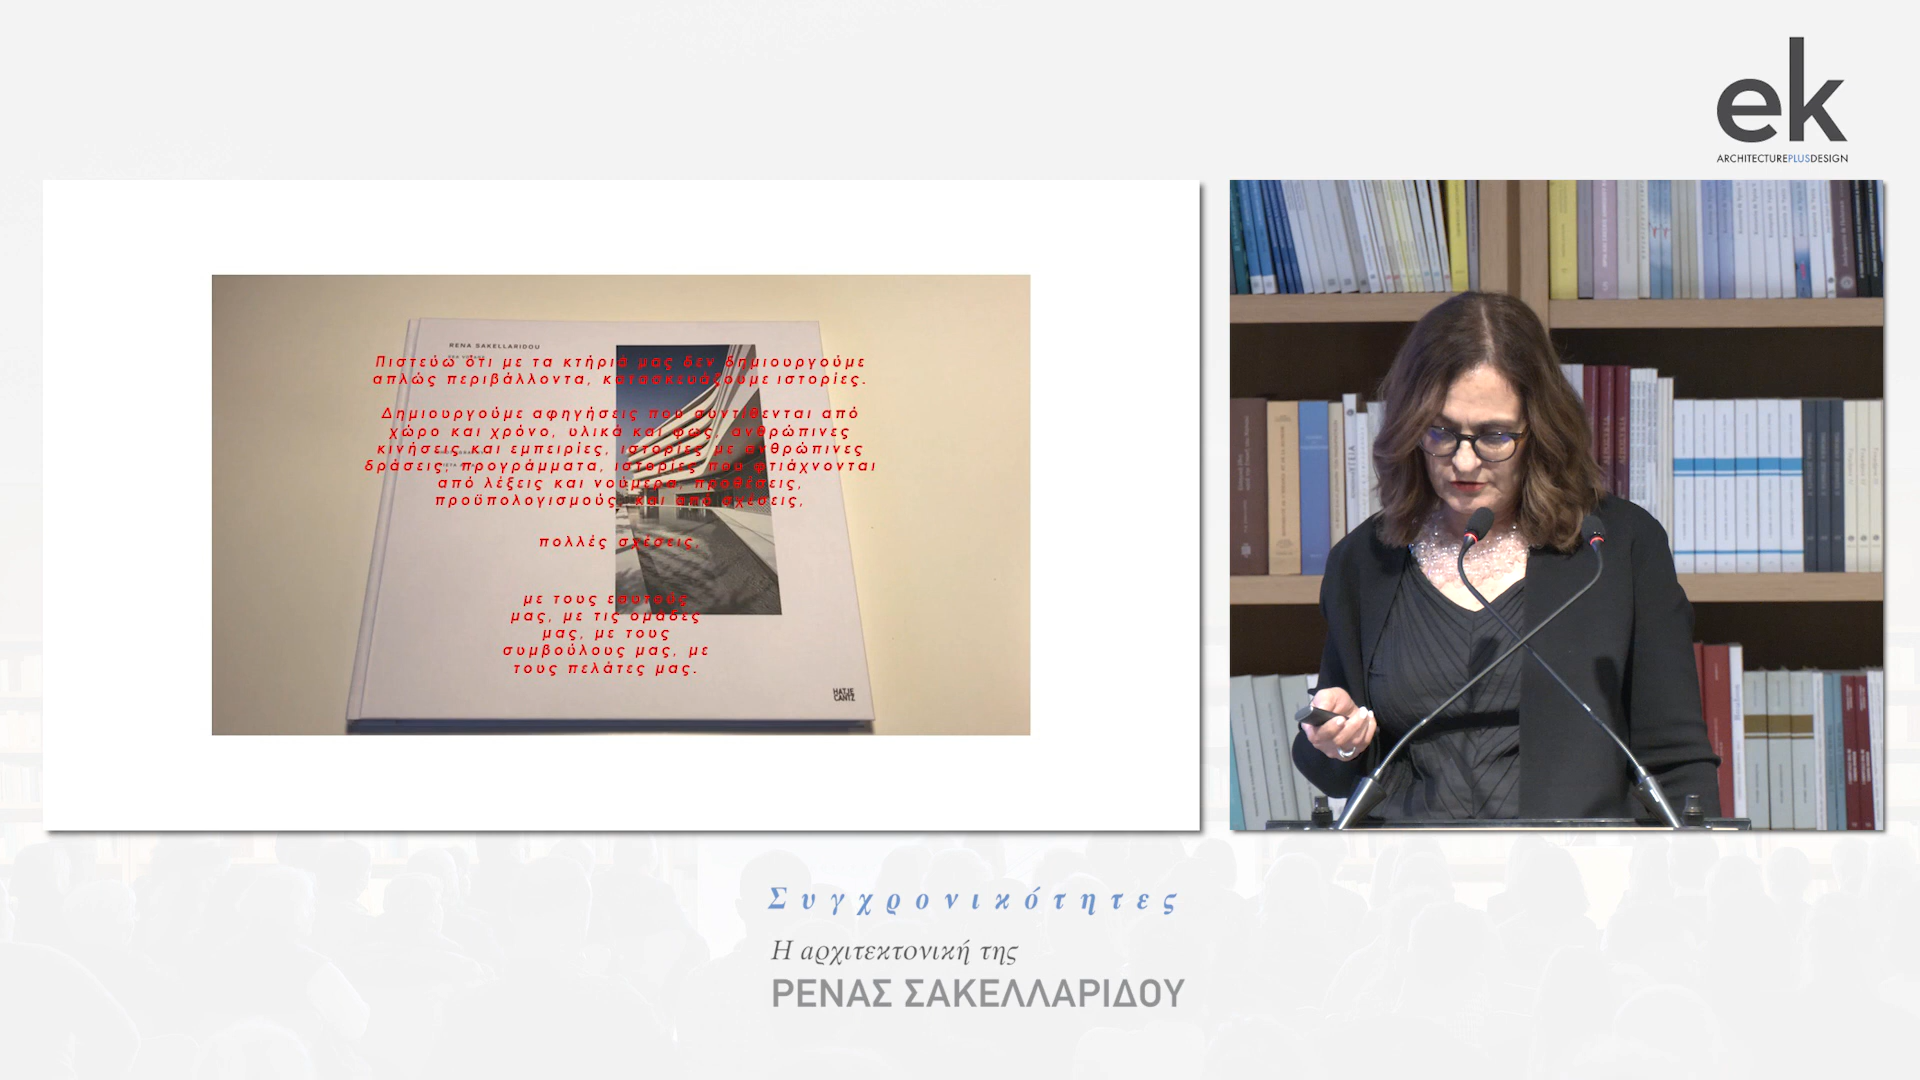 ek
ARCHITECTUREPLUSDESIGN
RENA SAKELLARIDOU
Πιστεύω ότι με τα κτήριά μας δεν δημιουργούμε
απλώς περιβάλλοντα, κατασκευάζουμε ιστορίες.
Δημιουργούμε αφηγήσεις που συντίθενται από
χώρο και χρόνο, υλικά και φως, ανθρώπινες
κινήσεις και εμπειρίες, ιστορίες με ανθρώπινες
δράσεις, προγράμματα, ιστορίες που φτιάχνονται
από λέξεις και νούμερα, προθέσεις,
προϋπολογισμούς, και από σχέσεις,
πολλές σχέσεις,
με τους εαυτούς
μας, με τις ομάδες
μας, με τους
συμβούλους μας, με
τους πελάτες μας.
HATJE
CANTZ
Συγχρονικότητες
Η αρχιτεκτονική της
ΡΕΝΑΣ ΣΑΚΕΛΛΑΡΙΔΟΥ